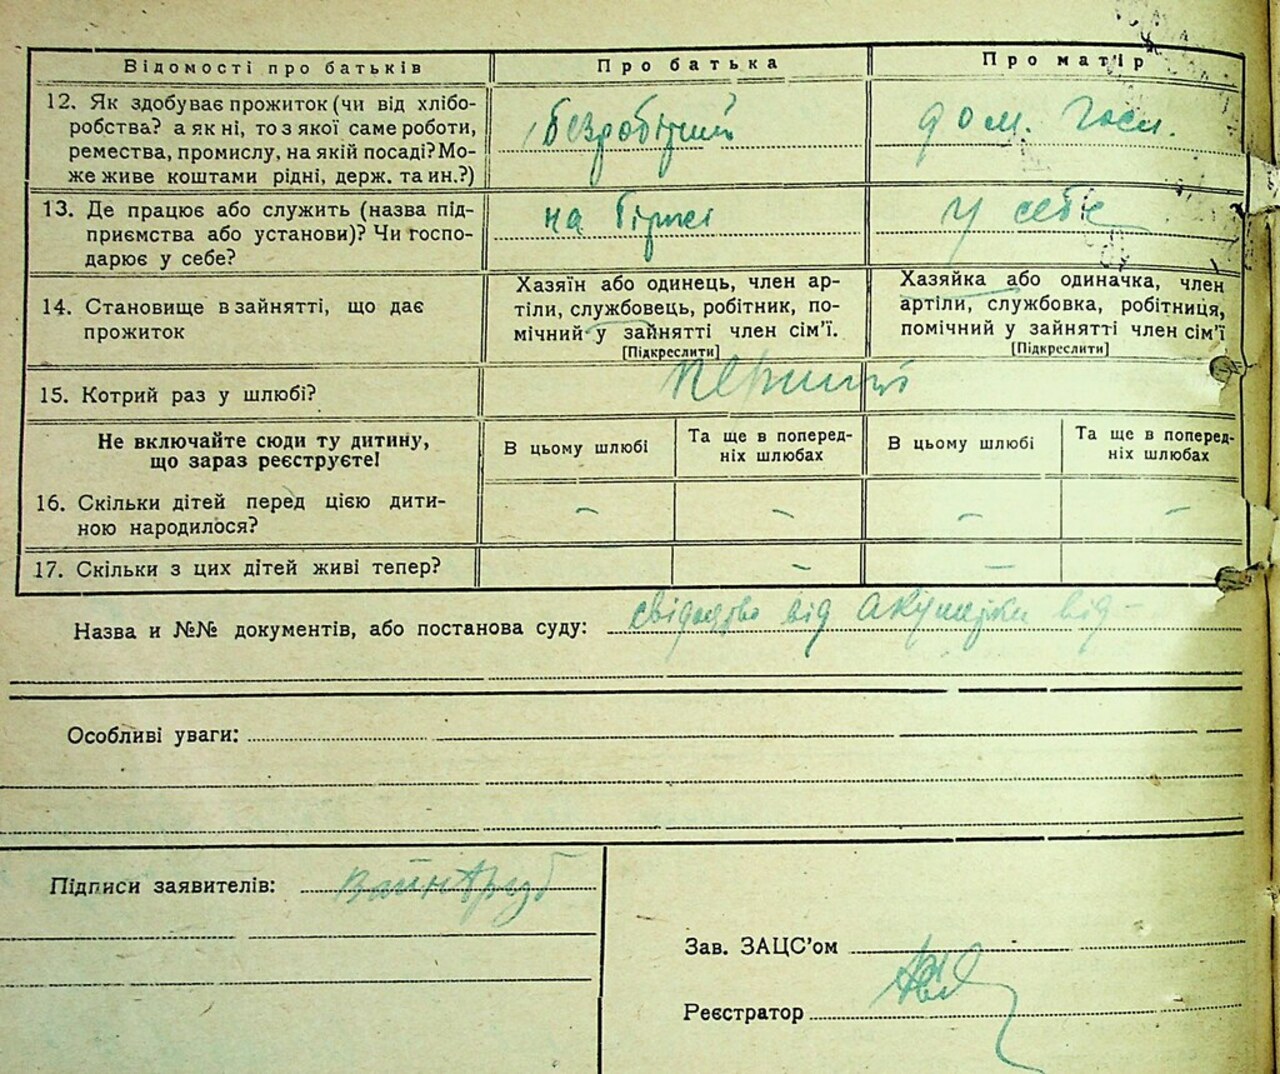 Відомості про батьків Про батька Про матір
12. Як здобуває прожиток (чи від хлібо-
робства? а як ні, то з якої саме роботи,
ремества, промислу, на якій посаді? Мо-
же живе коштами рідні, держ. та ин.?)
безробітний
дом. госп.
13. Де працює або служить (назва під-
приємства або установи)? Чи госпо-
дарює у себе?
на біржі
у себе
14. Становище в зайнятті, що дає
прожиток
Хазяїн або одинець, член ар-
тіли, службовець, робітник, по-
мічний у зайнятті член сім'ї.
[Підкреслити]
Хазяйка або одиначка, член
артіли, службовка, робітниця,
помічний у зайнятті член сім'ї
[Підкреслити]
15. Котрий раз у шлюбі?
перший
Не включайте сюди ту дитину,
що зараз реєструєте!
В цьому шлюбі
Та ще в поперед-
ніх шлюбах
В цьому шлюбі
Та ще в поперед-
ніх шлюбах
16. Скільки дітей перед цією дити-
ною народилося?
– – – –
17. Скільки з цих дітей живі тепер?
– –
Назва и №№ документів, або постанова суду: свідоцтво від акушерки від –
Особливі уваги:
Підписи заявителів:
Зав. ЗАЦС'ом
Реєстратор